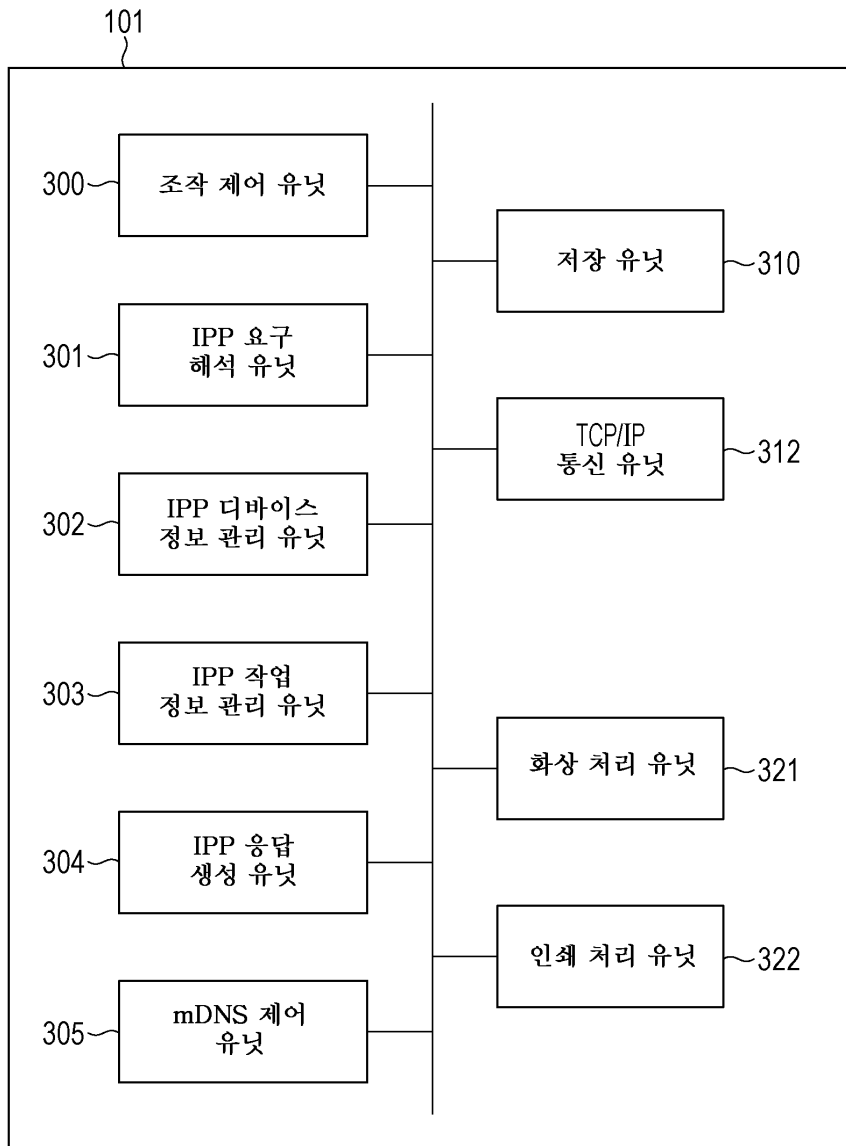 101
300
조작 제어 유닛
301
IPP 요구
해석 유닛
302
IPP 디바이스
정보 관리 유닛
303
IPP 작업
정보 관리 유닛
304
IPP 응답
생성 유닛
305
mDNS 제어
유닛
저장 유닛
310
TCP/IP
통신 유닛
312
화상 처리 유닛
321
인쇄 처리 유닛
322